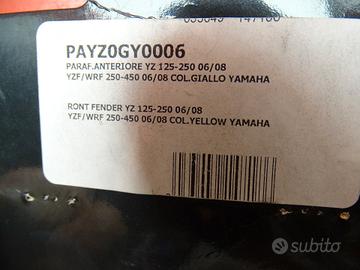 PAYZ0GY0006
PARAF.ANTERIORE YZ 125-250 06/08
YZF/WRF 250-450 06/08 COL.GIALLO YAMAHA
RONT FENDER YZ 125-250 06/08
YZF/WRF 250-450 06/08 COL.YELLOW YAMAHA
subito